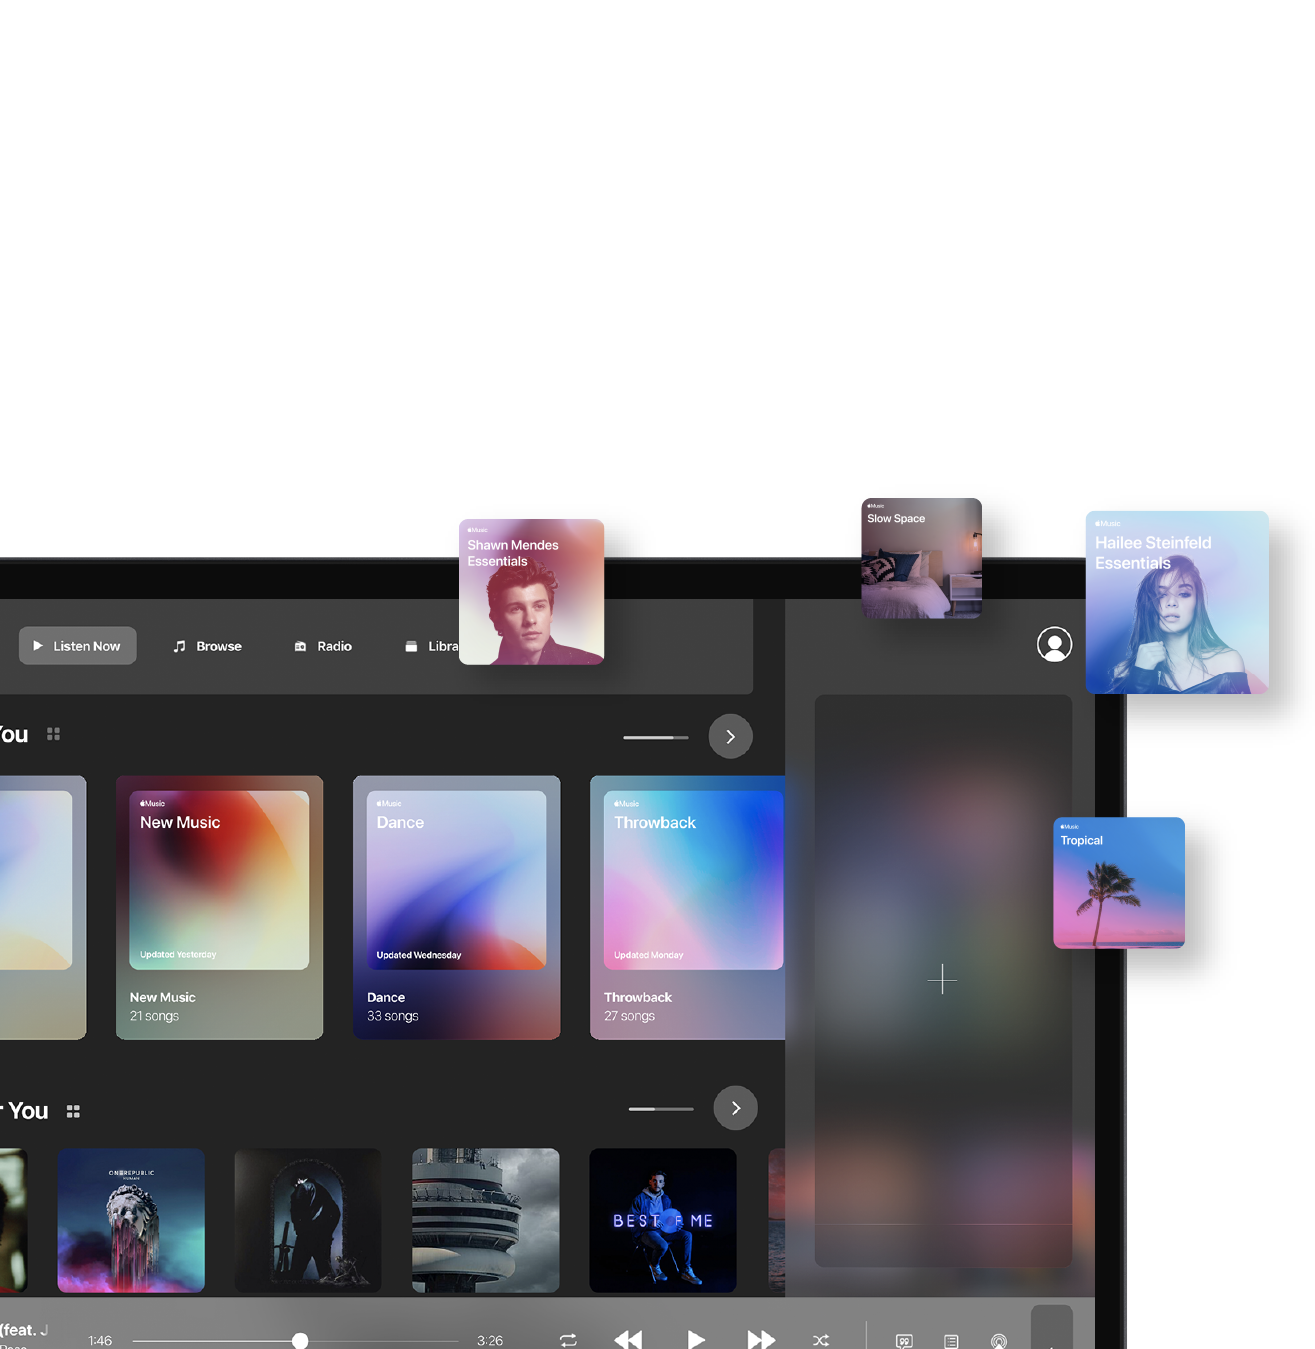 Music
Slow Space
Music
Hailee Steinfeld
Essentials
Music
Shawn Mendes
Essentials
Listen Now
Browse
Radio
Libra
You
Music
Tropical
Music
New Music
Updated Yesterday
New Music
21 songs
Music
Dance
Updated Wednesday
Dance
33 songs
Music
Throwback
Updated Monday
Throwback
27 songs
You
ONEREPUBLIC
HUMAN
BEST OF ME
(feat. J
1:46
3:26